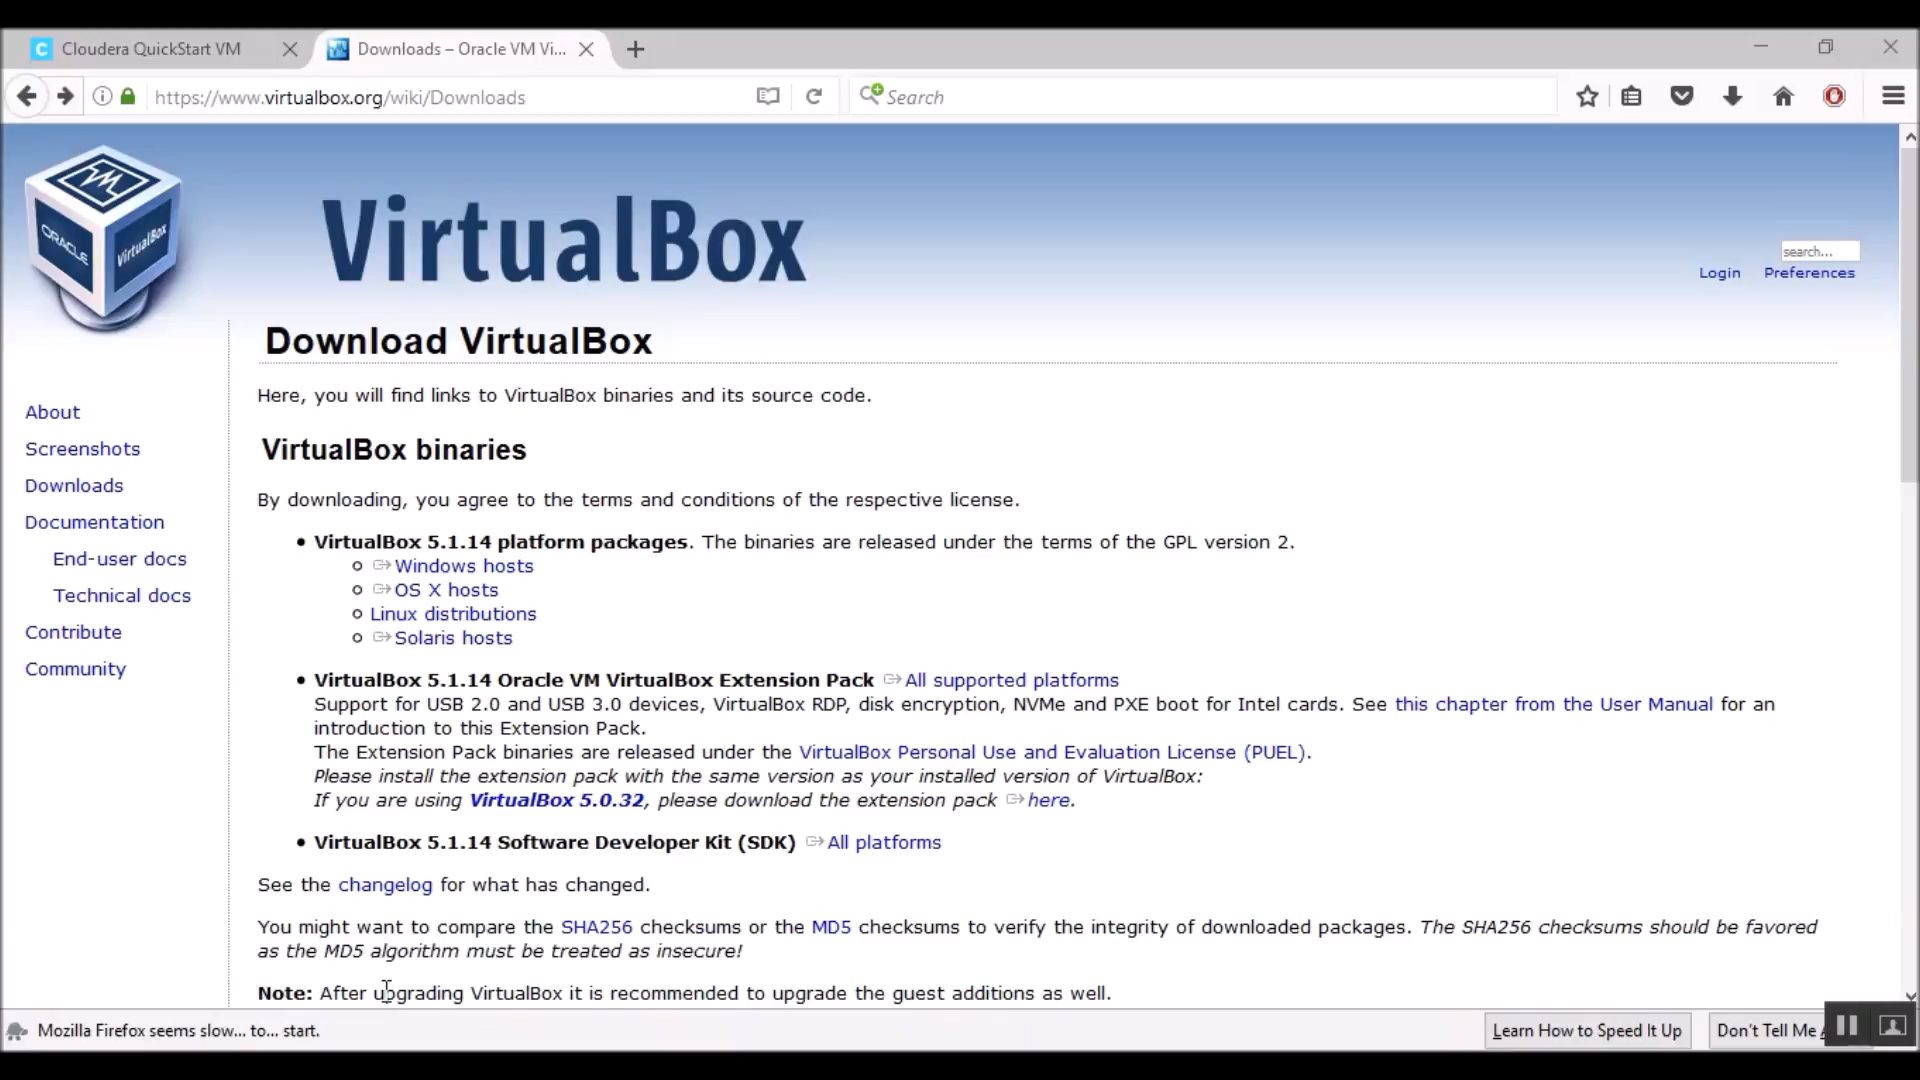 Cloudera QuickStart VM
Downloads – Oracle VM Vi...
https://www.virtualbox.org/wiki/Downloads
Search
ORACLE
VirtualBox
VirtualBox
search...
Login Preferences
Download VirtualBox
Here, you will find links to VirtualBox binaries and its source code.
About
Screenshots
Downloads
Documentation
End-user docs
Technical docs
Contribute
Community
VirtualBox binaries
By downloading, you agree to the terms and conditions of the respective license.
• VirtualBox 5.1.14 platform packages. The binaries are released under the terms of the GPL version 2.
Windows hosts
OS X hosts
Linux distributions
Solaris hosts
• VirtualBox 5.1.14 Oracle VM VirtualBox Extension Pack All supported platforms
Support for USB 2.0 and USB 3.0 devices, VirtualBox RDP, disk encryption, NVMe and PXE boot for Intel cards. See this chapter from the User Manual for an
introduction to this Extension Pack.
The Extension Pack binaries are released under the VirtualBox Personal Use and Evaluation License (PUEL).
Please install the extension pack with the same version as your installed version of VirtualBox:
If you are using VirtualBox 5.0.32, please download the extension pack here.
• VirtualBox 5.1.14 Software Developer Kit (SDK) All platforms
See the changelog for what has changed.
You might want to compare the SHA256 checksums or the MD5 checksums to verify the integrity of downloaded packages. The SHA256 checksums should be favored
as the MD5 algorithm must be treated as insecure!
Note: After upgrading VirtualBox it is recommended to upgrade the guest additions as well.
Mozilla Firefox seems slow... to... start.
Learn How to Speed It Up
Don't Tell Me